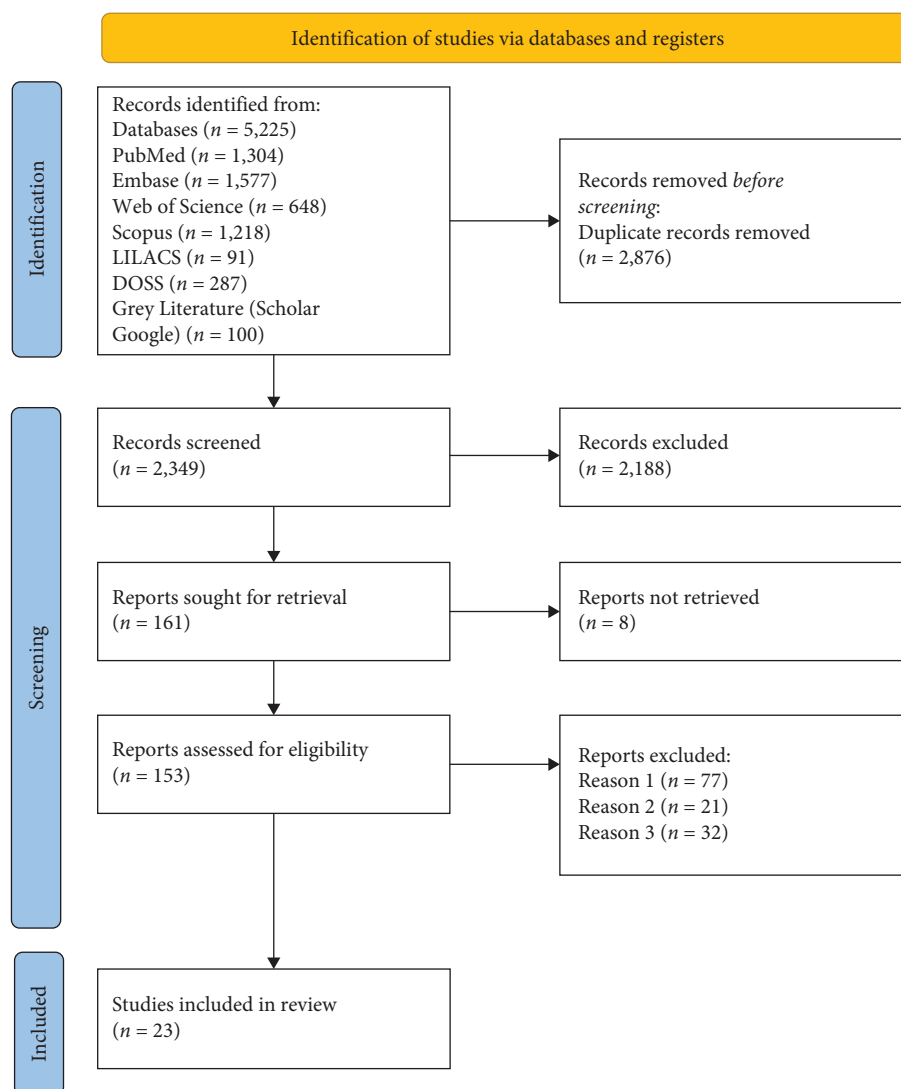 Identification of studies via databases and registers
Identification
Records identified from:
Databases (n = 5,225)
PubMed (n = 1,304)
Embase (n = 1,577)
Web of Science (n = 648)
Scopus (n = 1,218)
LILACS (n = 91)
DOSS (n = 287)
Grey Literature (Scholar
Google) (n = 100)
Records removed before
screening:
Duplicate records removed
(n = 2,876)
Screening
Records screened
(n = 2,349)
Records excluded
(n = 2,188)
Reports sought for retrieval
(n = 161)
Reports not retrieved
(n = 8)
Reports assessed for eligibility
(n = 153)
Reports excluded:
Reason 1 (n = 77)
Reason 2 (n = 21)
Reason 3 (n = 32)
Included
Studies included in review
(n = 23)